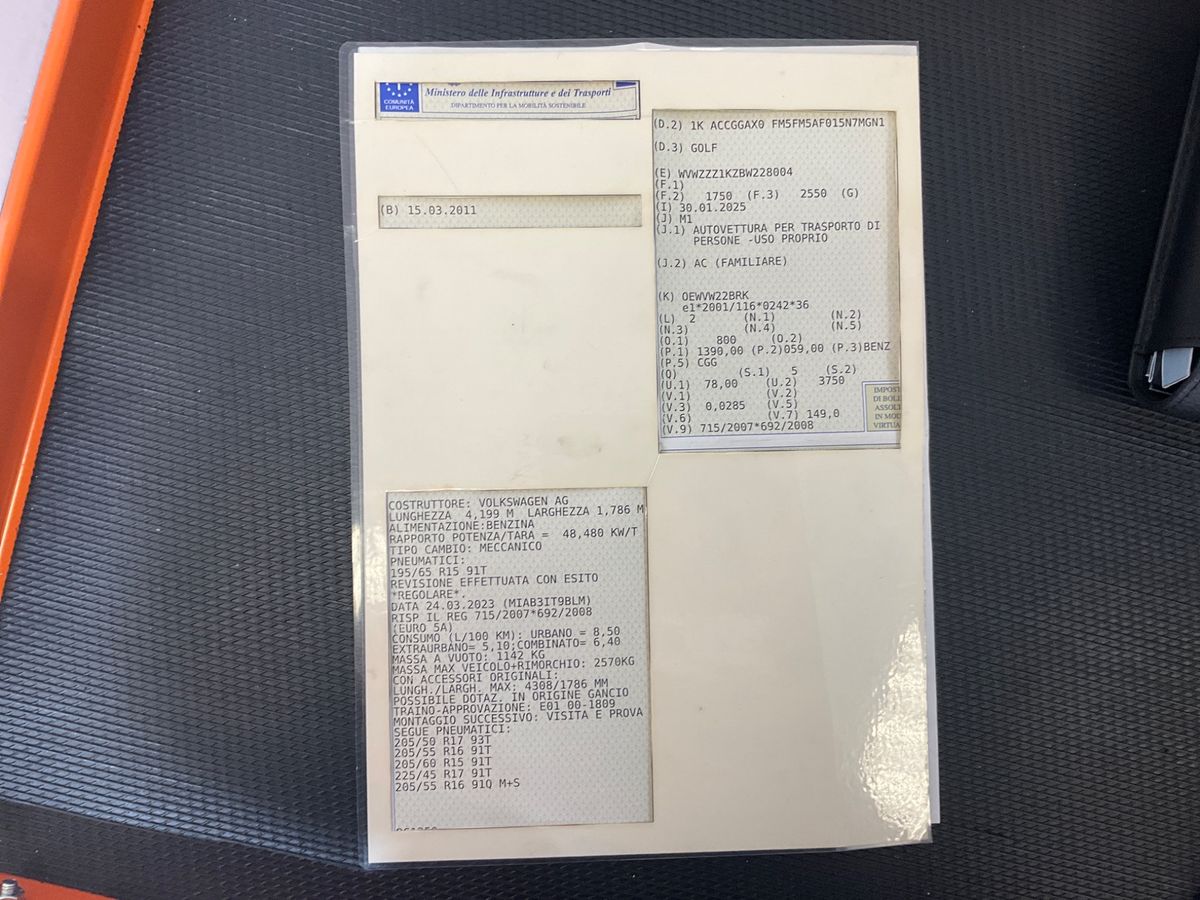 COMUNITÀ
EUROPEA
Ministero delle Infrastrutture e dei Trasporti
DIPARTIMENTO PER LA MOBILITÀ SOSTENIBILE
(B) 15.03.2011
(D.2) 1K ACCGGAX0 FM5FM5AF015N7MGN1
(D.3) GOLF
(E) WVWZZZ1KZBW228004
(F.1)
(F.2) 1750 (F.3) 2550 (G)
(I) 30.01.2025
(J) M1
(J.1) AUTOVETTURA PER TRASPORTO DI
PERSONE -USO PROPRIO
(J.2) AC (FAMILIARE)
(K) OEWVW22BRK
e1*2001/116*0242*36
(L) 2 (N.1) (N.2)
(N.3) (N.4) (N.5)
(O.1) 800 (O.2)
(P.1) 1390,00 (P.2)059,00 (P.3)BENZ
(P.5) CGG
(Q) (S.1) 5 (S.2)
(U.1) 78,00 (U.2) 3750
(V.1) (V.2)
(V.3) 0,0285 (V.5)
(V.6) (V.7) 149,0
(V.9) 715/2007*692/2008
IMPOST
DI BOLL
ASSOLT
IN MOD
VIRTUA
COSTRUTTORE: VOLKSWAGEN AG
LUNGHEZZA 4,199 M LARGHEZZA 1,786 M
ALIMENTAZIONE:BENZINA
RAPPORTO POTENZA/TARA = 48,480 KW/T
TIPO CAMBIO: MECCANICO
PNEUMATICI:
195/65 R15 91T
REVISIONE EFFETTUATA CON ESITO
*REGOLARE*.
DATA 24.03.2023 (MIAB3IT9BLM)
RISP IL REG 715/2007*692/2008
(EURO 5A)
CONSUMO (L/100 KM): URBANO = 8,50
EXTRAURBANO= 5,10;COMBINATO= 6,40
MASSA A VUOTO: 1142 KG
MASSA MAX VEICOLO+RIMORCHIO: 2570KG
CON ACCESSORI ORIGINALI:
LUNGH./LARGH. MAX: 4308/1786 MM
POSSIBILE DOTAZ. IN ORIGINE GANCIO
TRAINO-APPROVAZIONE: E01 00-1809
MONTAGGIO SUCCESSIVO: VISITA E PROVA
SEGUE PNEUMATICI:
205/50 R17 93T
205/55 R16 91T
205/60 R15 91T
225/45 R17 91T
205/55 R16 91Q M+S